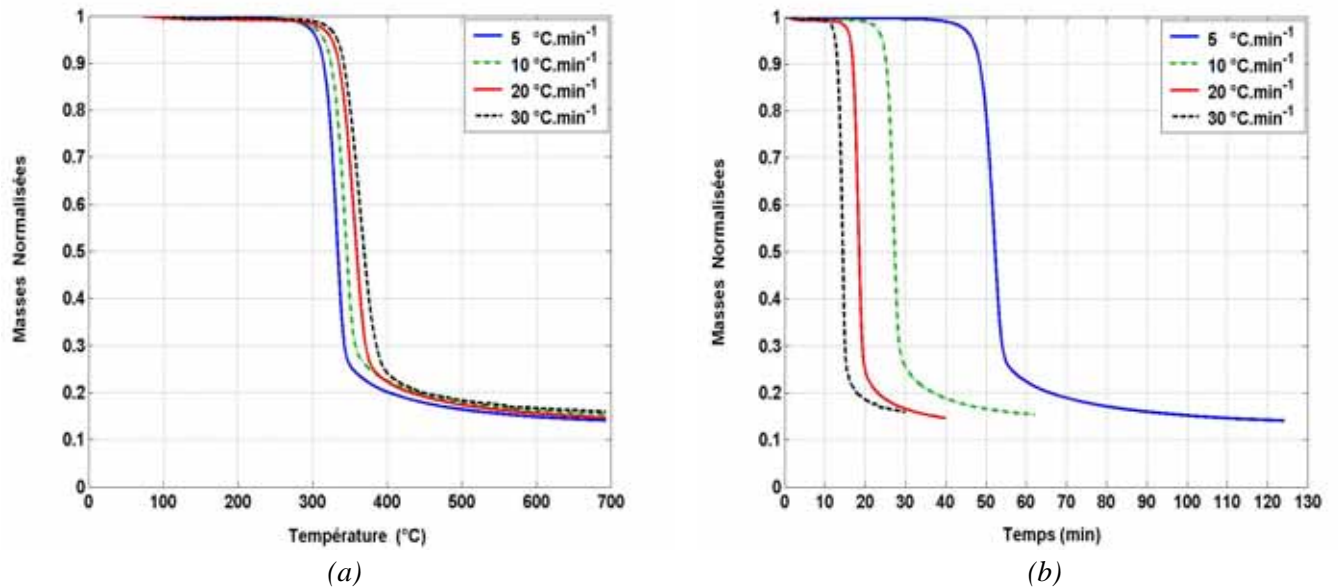 1
0.9
0.8
0.7
0.6
0.5
0.4
0.3
0.2
0.1
0
Masses Normalisées
0 100 200 300 400 500 600 700
Température (°C)
5 °C.min-1
10 °C.min-1
20 °C.min-1
30 °C.min-1
(a)
1
0.9
0.8
0.7
0.6
0.5
0.4
0.3
0.2
0.1
0
Masses Normalisées
0 10 20 30 40 50 60 70 80 90 100 110 120 130
Temps (min)
5 °C.min-1
10 °C.min-1
20 °C.min-1
30 °C.min-1
(b)